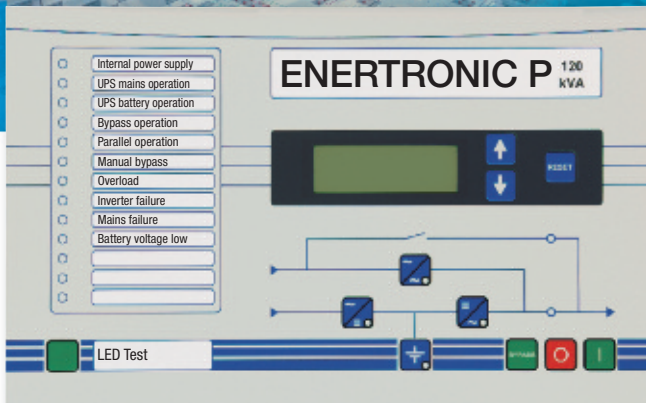 Internal power supply
UPS mains operation
UPS battery operation
Bypass operation
Parallel operation
Manual bypass
Overload
Inverter failure
Mains failure
Battery voltage low
ENERTRONIC P 120
kVA
RESET
LED Test
BYPASS